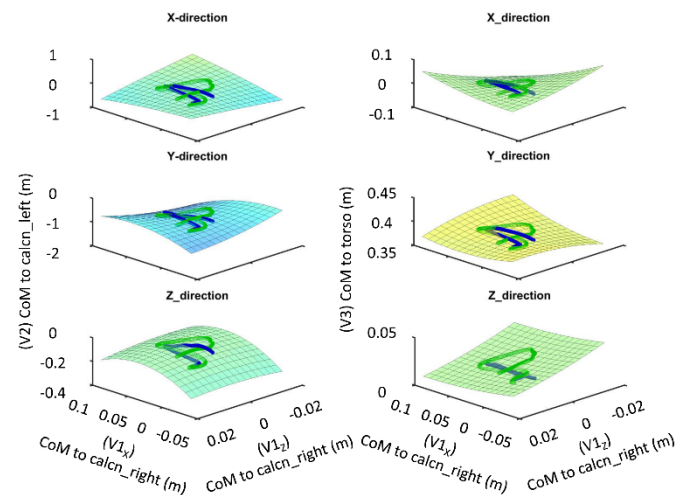 X-direction
1
0
-1
X_direction
0.1
0
-0.1
Y-direction
0
-1
-2
Y_direction
0.45
0.4
0.35
(V2) CoM to calcn_left (m)
(V3) CoM to torso (m)
Z_direction
0
-0.2
-0.4
Z_direction
0.05
0
0.1
0.05
0
-0.05
0.02
0
-0.02
(V1X)
CoM to calcn_right (m)
(V1Z)
CoM to calcn_right (m)
0.1
0.05
0
-0.05
0.02
0
-0.02
(V1X)
CoM to calcn_right (m)
(V1Z)
CoM to calcn_right (m)